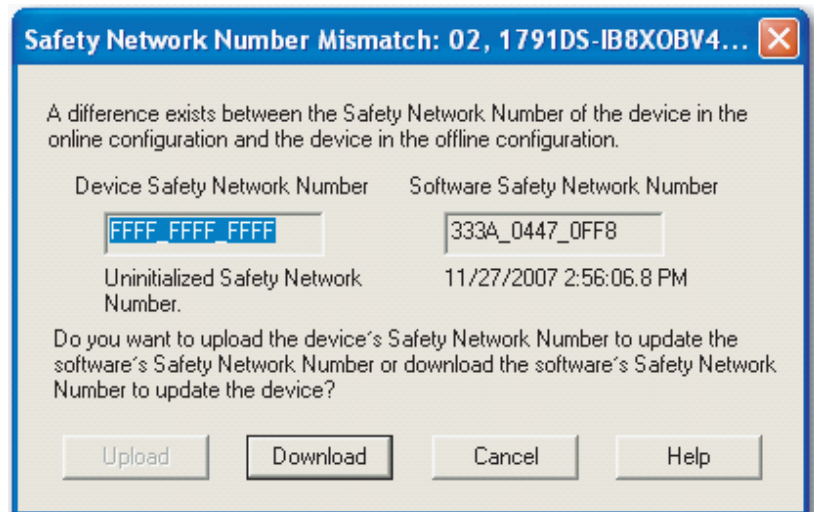 Safety Network Number Mismatch: 02, 1791DS-IB8XOBV4...
A difference exists between the Safety Network Number of the device in the
online configuration and the device in the offline configuration.
Device Safety Network Number Software Safety Network Number
FFFF_FFFF_FFFF 333A_0447_0FF8
Uninitialized Safety Network 11/27/2007 2:56:06.8 PM
Number.
Do you want to upload the device's Safety Network Number to update the
software's Safety Network Number or download the software's Safety Network
Number to update the device?
Upload Download Cancel Help